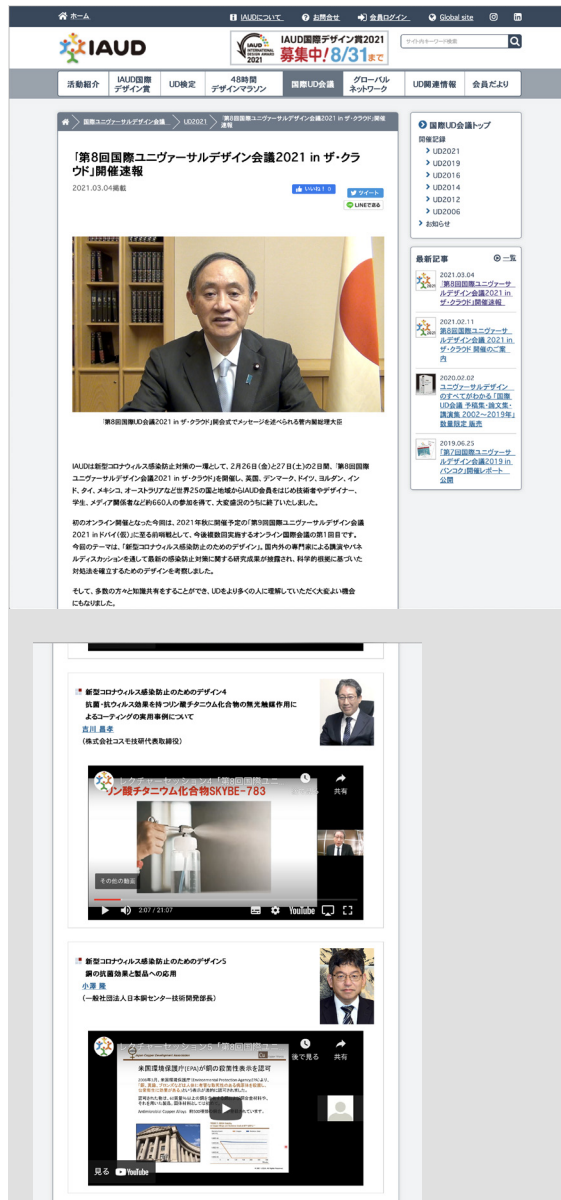 ホーム
IAUDについて
お問合せ
会員ログイン
Global site
IAUD
IAUD国際デザイン賞2021
募集中!8/31まで
サイト内キーワード検索
活動紹介
IAUD国際
デザイン賞
UD検定
48時間
デザインマラソン
国際UD会議
グローバル
ネットワーク
UD関連情報
会員だより
国際ユニヴァーサルデザイン会議
UD2021
「第8回国際ユニヴァーサルデザイン会議2021 in ザ・クラウド」開催
速報
「第8回国際ユニヴァーサルデザイン会議2021 in ザ・クラ
ウド」開催速報
2021.03.04掲載
いいね! 0
ツイート
LINEで送る
「第8回国際UD会議2021 in ザ・クラウド」開会式でメッセージを述べられる菅内閣総理大臣
IAUDは新型コロナウィルス感染防止対策の一環として、2月26日(金)と27日(土)の2日間、「第8回国際
ユニヴァーサルデザイン会議2021 in ザ・クラウド」を開催し、英国、デンマーク、ドイツ、ヨルダン、イン
ド、タイ、メキシコ、オーストラリアなど世界25の国と地域からIAUD会員をはじめ技術者やデザイナー、
学生、メディア関係者など約660人の参加を得て、大変盛況のうちに終了いたしました。
初のオンライン開催となった今回は、2021年秋に開催予定の「第9回国際ユニヴァーサルデザイン会議
2021 in ドバイ(仮)」に至る前哨戦として、今後複数回実施するオンライン国際会議の第1回目です。
今回のテーマは、「新型コロナウィルス感染防止のためのデザイン」。国内外の専門家による講演やパネ
ルディスカッションを通して最新の感染防止対策に関する研究成果が披露され、科学的根拠に基づいた
対処法を確立するためのデザインを考察しました。
そして、多数の方々と知識共有をすることができ、UDをより多くの人に理解していただく大変よい機会
にもなりました。
国際UD会議トップ
開催記録
UD2021
UD2019
UD2016
UD2014
UD2012
UD2006
お知らせ
最新記事
一覧
2021.03.04
「第8回国際ユニヴァーサ
ルデザイン会議2021 in
ザ・クラウド」開催速報
2021.02.11
第8回国際ユニヴァーサ
ルデザイン会議 2021 in
ザ・クラウド 開催のご案
内
2020.02.02
ユニヴァーサルデザイン
のすべてがわかる「国際
UD会議 予稿集・論文集・
講演集 2002～2019年」
数量限定 販売
2019.06.25
「第7回国際ユニヴァーサ
ルデザイン会議2019 in
バンコク」開催レポート
公開
新型コロナウィルス感染防止のためのデザイン4
抗菌・抗ウィルス効果を持つリン酸チタニウム化合物の無光触媒作用に
よるコーティングの実用事例について
吉川 昌孝
(株式会社コスモ技研代表取締役)
レクチャーセッション4「第8回国際ユニ
リン酸チタニウム化合物SKYBE-783
共有
その他の動画
2:07 / 21:07
YouTube
新型コロナウィルス感染防止のためのデザイン5
銅の抗菌効果と製品への応用
小澤 隆
(一般社団法人日本銅センター技術開発部長)
レクチャーセッション5「第8回国際ユニ
後で見る
共有
米国環境保護庁(EPA)が銅の殺菌性表示を認可
見る
YouTube